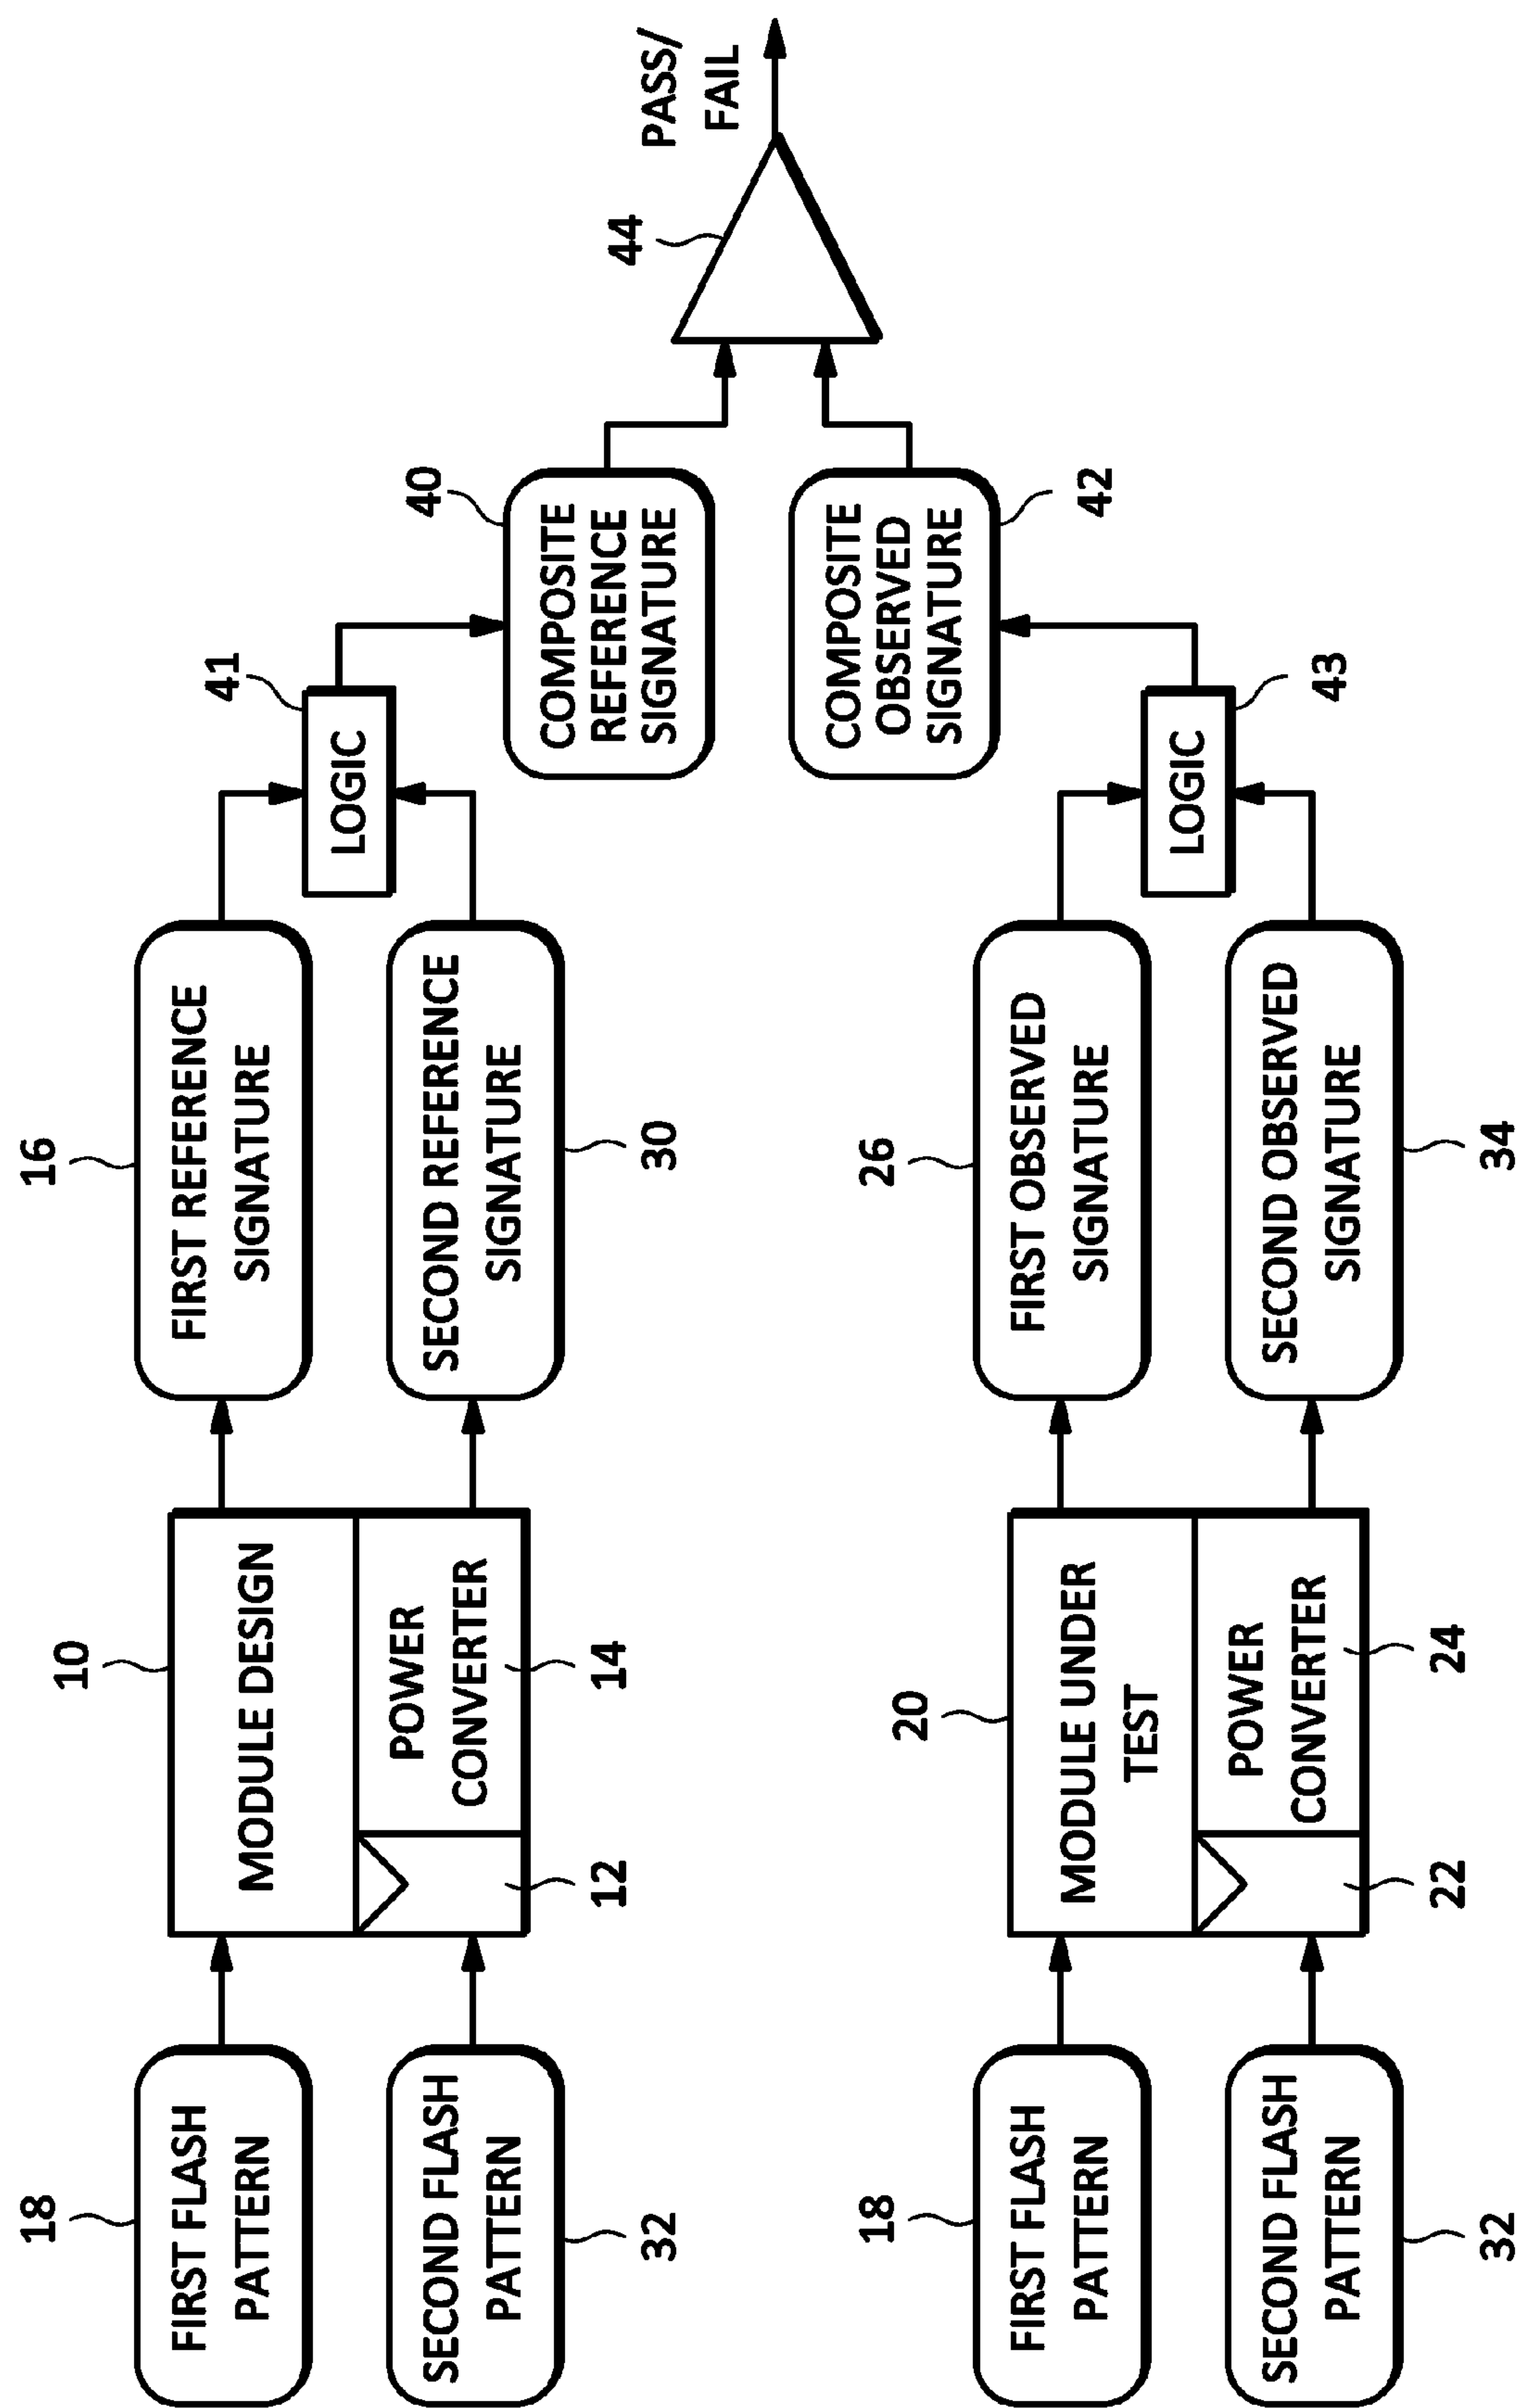 18
FIRST FLASH
PATTERN
SECOND FLASH
PATTERN
32
10
MODULE DESIGN
POWER
CONVERTER
12
14
16
FIRST REFERENCE
SIGNATURE
SECOND REFERENCE
SIGNATURE
30
41
LOGIC
40
COMPOSITE
REFERENCE
SIGNATURE
44
PASS/
FAIL
18
FIRST FLASH
PATTERN
SECOND FLASH
PATTERN
32
20
MODULE UNDER
TEST
POWER
CONVERTER
22
24
26
FIRST OBSERVED
SIGNATURE
SECOND OBSERVED
SIGNATURE
34
LOGIC
43
COMPOSITE
OBSERVED
SIGNATURE
42